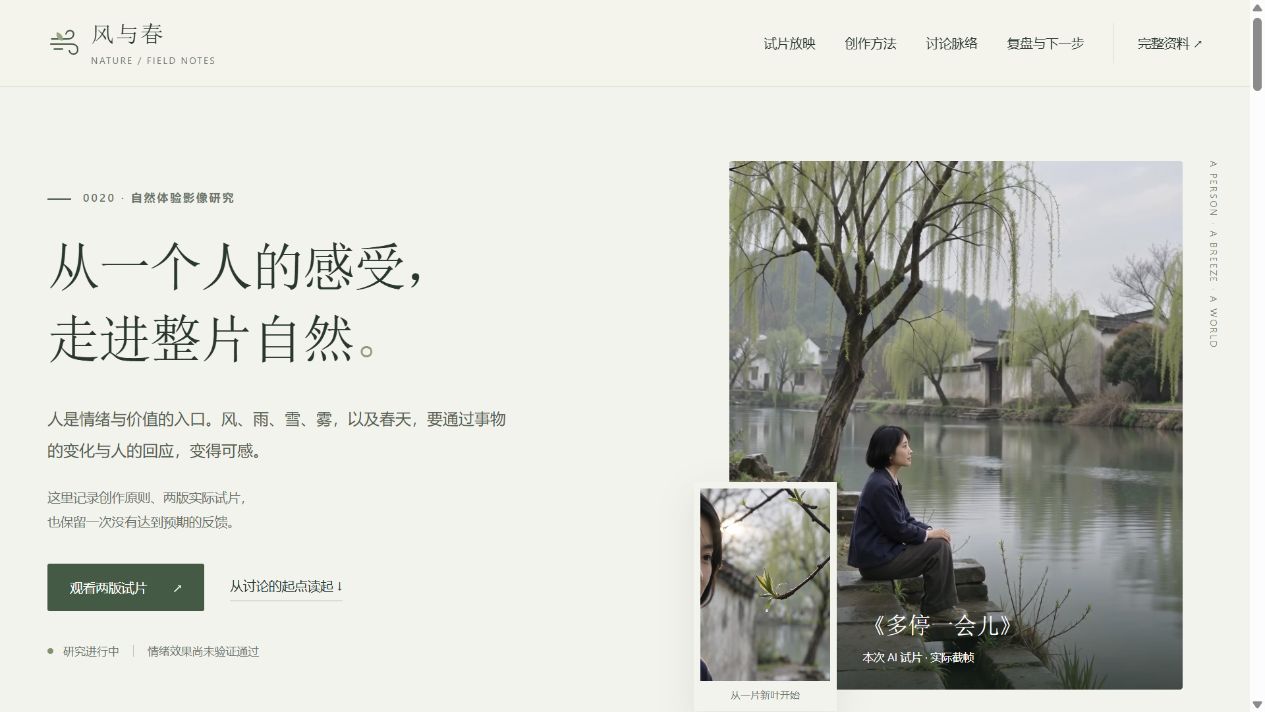 风与春
NATURE / FIELD NOTES
试片放映
创作方法
讨论脉络
复盘与下一步
完整资料 ↗
0020 · 自然体验影像研究
从一个人的感受，
走进整片自然。
人是情绪与价值的入口。风、雨、雪、雾，以及春天，要通过事物
的变化与人的回应，变得可感。
这里记录创作原则、两版实际试片，
也保留一次没有达到预期的反馈。
观看两版试片 ↗
从讨论的起点读起 ↓
研究进行中
情绪效果尚未验证通过
《多停一会儿》
本次 AI 试片 · 实际截帧
从一片新叶开始
A PERSON · A BREEZE · A WORLD